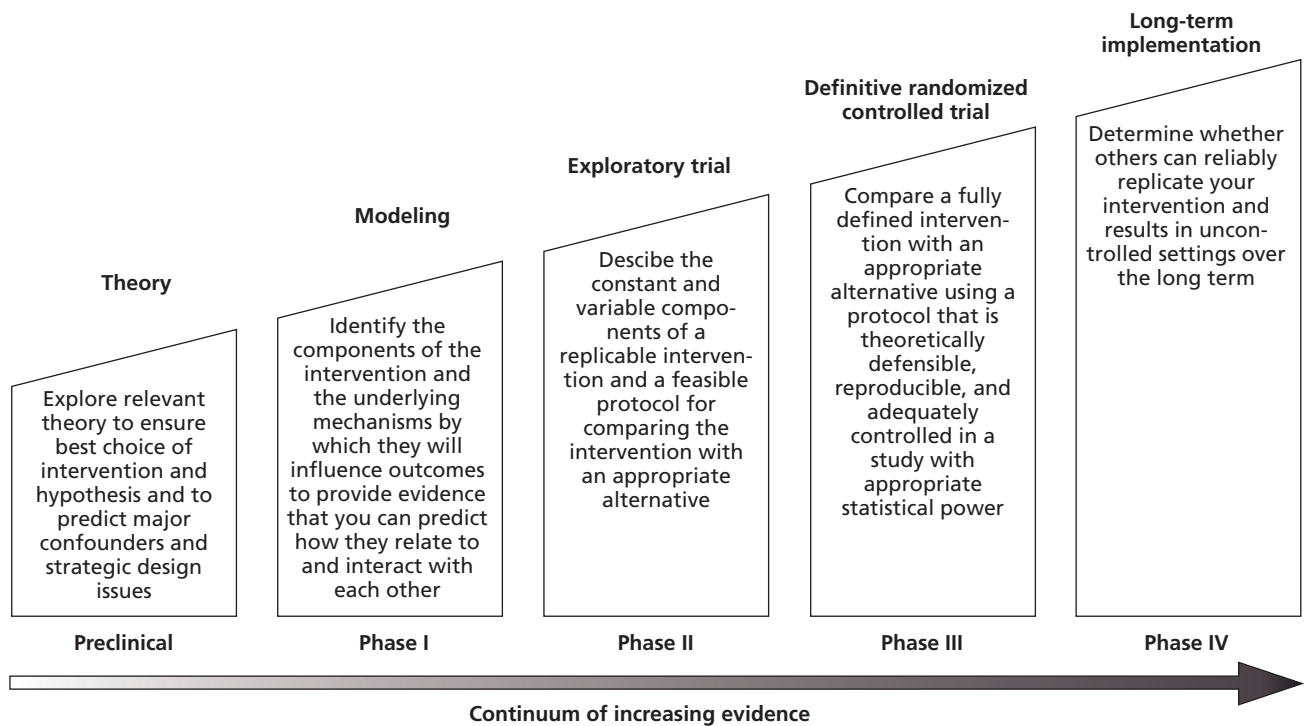 Theory
Explore relevant
theory to ensure
best choice of
intervention and
hypothesis and to
predict major
confounders and
strategic design
issues
Preclinical
Modeling
Identify the
components of the
intervention and
the underlying
mechanisms by
which they will
influence outcomes
to provide evidence
that you can predict
how they relate to
and interact with
each other
Phase I
Exploratory trial
Descibe the
constant and
variable compo-
nents of a
replicable interven-
tion and a feasible
protocol for
comparing the
intervention with
an appropriate
alternative
Phase II
Definitive randomized
controlled trial
Compare a fully
defined interven-
tion with an
appropriate
alternative using a
protocol that is
theoretically
defensible,
reproducible, and
adequately
controlled in a
study with
appropriate
statistical power
Phase III
Long-term
implementation
Determine whether
others can reliably
replicate your
intervention and
results in uncon-
trolled settings over
the long term
Phase IV
Continuum of increasing evidence